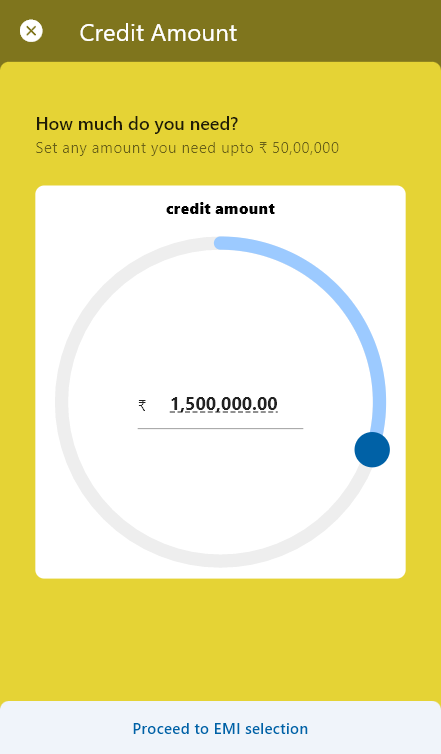 Credit Amount
How much do you need?
Set any amount you need upto ₹ 50,00,000
credit amount
₹ 1,500,000.00
Proceed to EMI selection